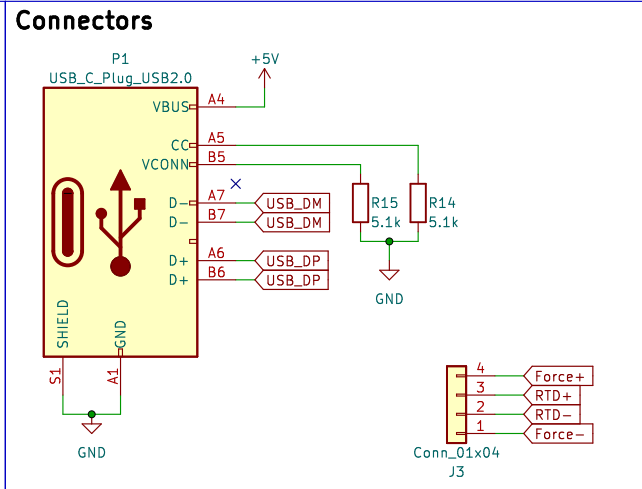 Connectors
P1
USB_C_Plug_USB2.0
+5V
VBUS A4
CC A5
VCONN B5
D- A7 USB_DM
D- B7 USB_DM
D+ A6 USB_DP
D+ B6 USB_DP
R15
5.1k
R14
5.1k
GND
SHIELD
GND
S1
A1
GND
4 Force+
3 RTD+
2 RTD-
1 Force-
Conn_01x04
J3